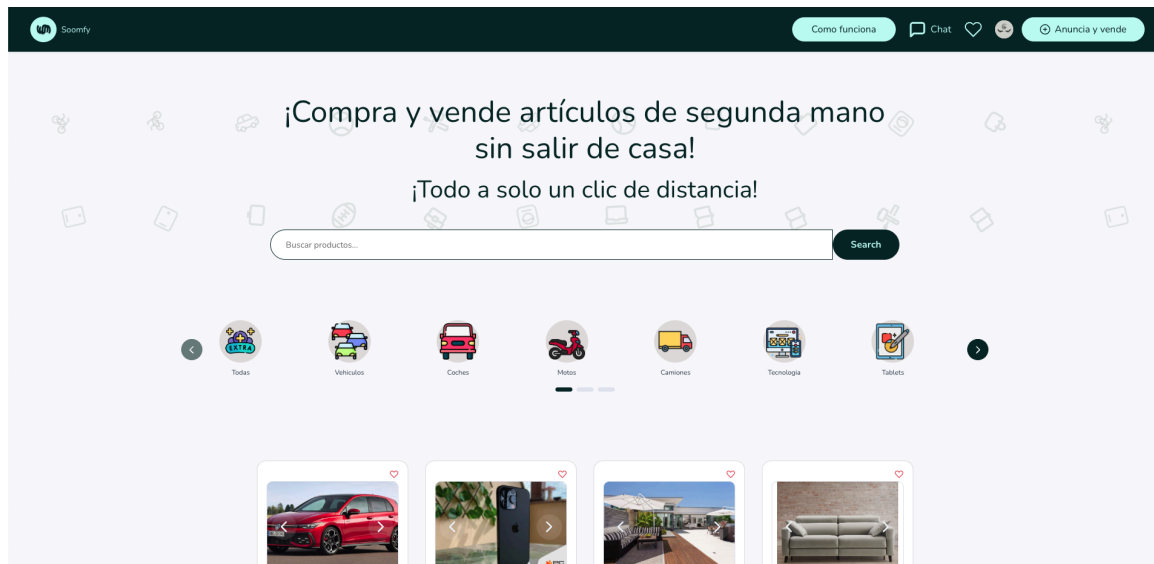 Soomfy
Como funciona
Chat
Anuncia y vende
¡Compra y vende artículos de segunda mano
sin salir de casa!
¡Todo a solo un clic de distancia!
Buscar productos...
Search
EXTRA
Todas
Vehiculos
Coches
Motos
Camiones
Tecnologia
Tablets